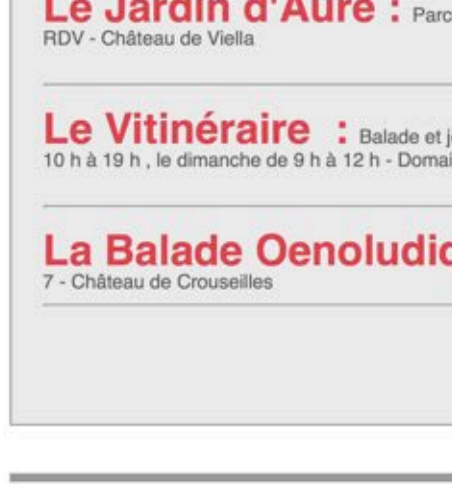 Le Jardin d'Aure : Parc
RDV - Château de Viella
Le Vitinéraire : Balade et
10 h à 19 h , le dimanche de 9 h à 12 h - Domai
La Balade Oenoludic
7 - Château de Crouseilles